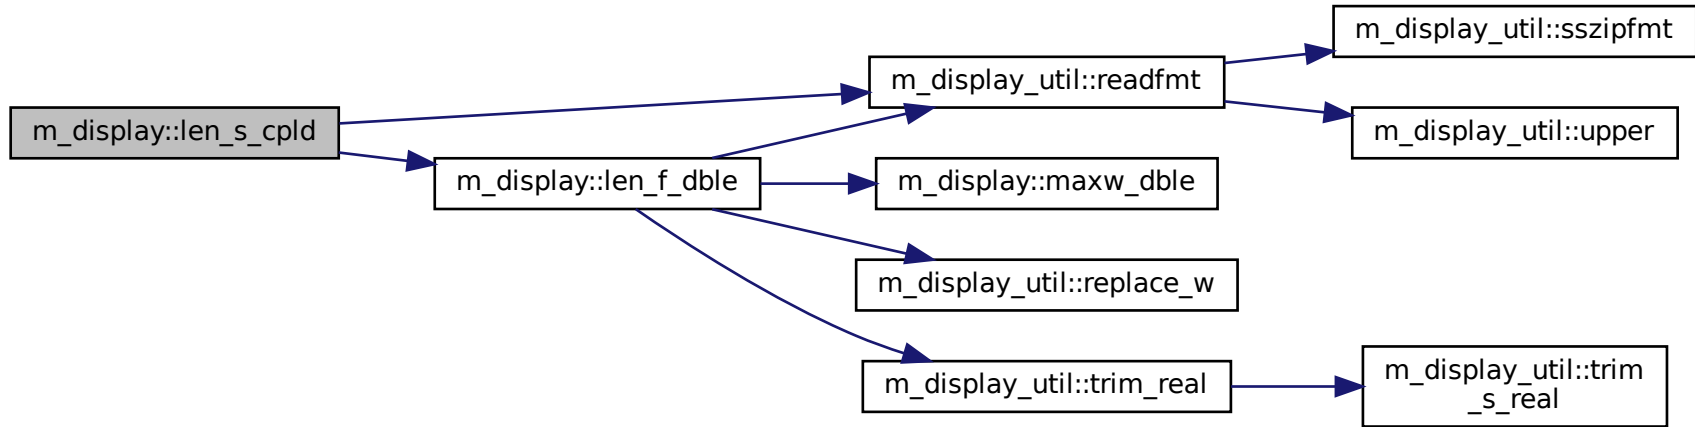 m_display::len_s_cpld
m_display::len_f_dble
m_display_util::readfmt
m_display::maxw_dble
m_display_util::replace_w
m_display_util::trim_real
m_display_util::sszipfmt
m_display_util::upper
m_display_util::trim
_s_real